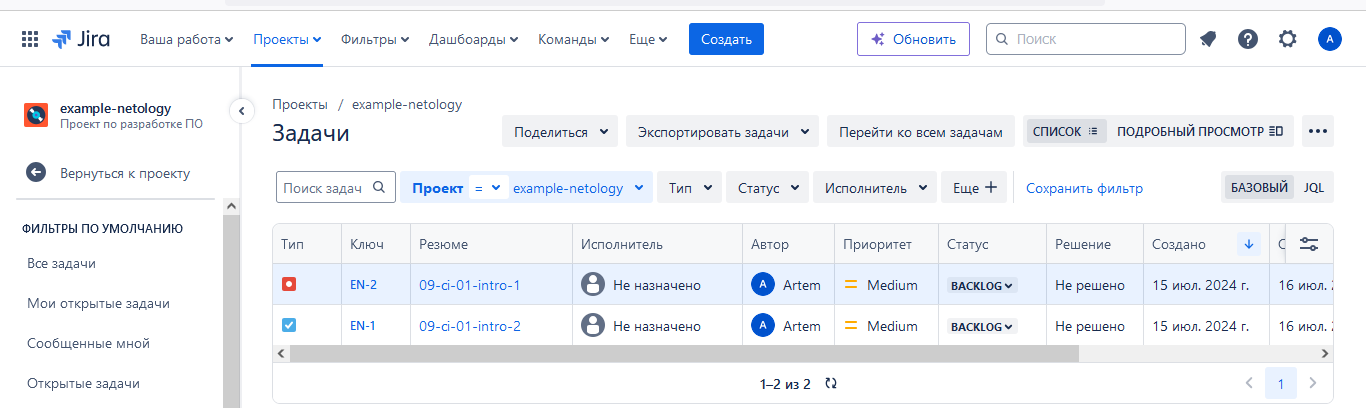 Jira Ваша работа Проекты Фильтры Дашборды Команды Еще Создать Обновить Поиск A
example-netology
Проект по разработке ПО
Вернуться к проекту
ФИЛЬТРЫ ПО УМОЛЧАНИЮ
Все задачи
Мои открытые задачи
Сообщенные мной
Открытые задачи
Проекты / example-netology
Задачи Поделиться Экспортировать задачи Перейти ко всем задачам СПИСОК ПОДРОБНЫЙ ПРОСМОТР
Поиск задач Проект = example-netology Тип Статус Исполнитель Еще Сохранить фильтр БАЗОВЫЙ JQL
Тип Ключ Резюме Исполнитель Автор Приоритет Статус Решение Создано
EN-2 09-ci-01-intro-1 Не назначено A Artem Medium BACKLOG Не решено 15 июл. 2024 г. 16 июл.
EN-1 09-ci-01-intro-2 Не назначено A Artem Medium BACKLOG Не решено 15 июл. 2024 г. 16 июл.
1–2 из 2 1